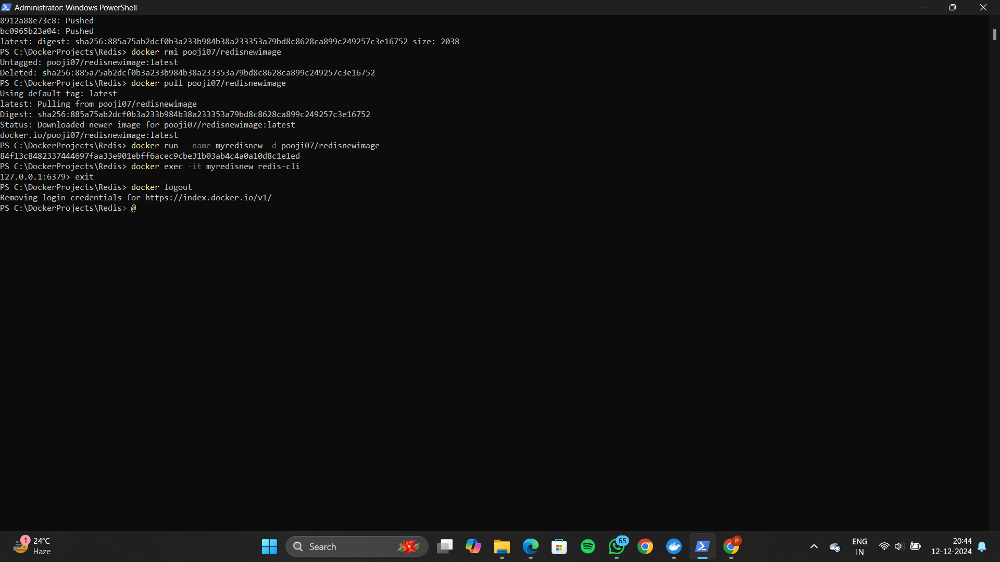 Administrator: Windows PowerShell
8912a88e73c8: Pushed
bc0965b23a04: Pushed
latest: digest: sha256:885a75ab2dcf0b3a233b984b38a233353a79bd8c8628ca899c249257c3e16752 size: 2038
PS C:\DockerProjects\Redis> docker rmi pooji07/redisnewimage
Untagged: pooji07/redisnewimage:latest
Deleted: sha256:885a75ab2dcf0b3a233b984b38a233353a79bd8c8628ca899c249257c3e16752
PS C:\DockerProjects\Redis> docker pull pooji07/redisnewimage
Using default tag: latest
latest: Pulling from pooji07/redisnewimage
Digest: sha256:885a75ab2dcf0b3a233b984b38a233353a79bd8c8628ca899c249257c3e16752
Status: Downloaded newer image for pooji07/redisnewimage:latest
docker.io/pooji07/redisnewimage:latest
PS C:\DockerProjects\Redis> docker run --name myredisnew -d pooji07/redisnewimage
84f13c8482337444697faa33e901ebff6acec9cbe31b03ab4c4a0a10d8c1e1ed
PS C:\DockerProjects\Redis> docker exec -it myredisnew redis-cli
127.0.0.1:6379> exit
PS C:\DockerProjects\Redis> docker logout
Removing login credentials for https://index.docker.io/v1/
PS C:\DockerProjects\Redis> @
1
24°C
Haze
Search
65
P
ENG
IN
20:44
12-12-2024